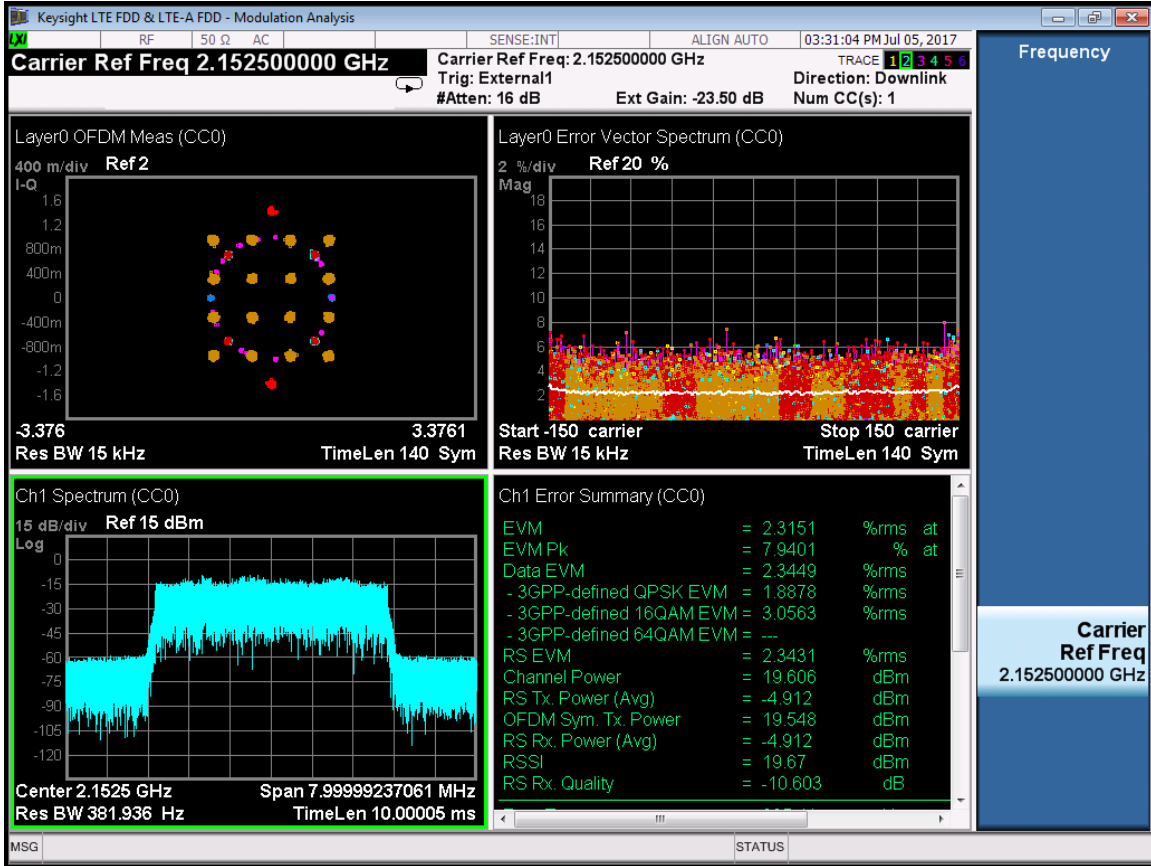 Keysight LTE FDD & LTE-A FDD - Modulation Analysis
LXI RF 50 Ω AC SENSE:INT ALIGN AUTO 03:31:04 PM Jul 05, 2017
Carrier Ref Freq 2.152500000 GHz
Carrier Ref Freq: 2.152500000 GHz
Trig: External1
#Atten: 16 dB Ext Gain: -23.50 dB
TRACE 1 2 3 4 5 6
Direction: Downlink
Num CC(s): 1
Layer0 OFDM Meas (CC0)
400 m/div Ref 2
I-Q
1.6
1.2
800m
400m
0
-400m
-800m
-1.2
-1.6
-3.376 3.3761
Res BW 15 kHz TimeLen 140 Sym
Layer0 Error Vector Spectrum (CC0)
2 %/div Ref 20 %
Mag
18
16
14
12
10
8
6
4
2
Start -150 carrier Stop 150 carrier
Res BW 15 kHz TimeLen 140 Sym
Ch1 Spectrum (CC0)
15 dB/div Ref 15 dBm
Log
0
-15
-30
-45
-60
-75
-90
-105
-120
Center 2.1525 GHz Span 7.99999237061 MHz
Res BW 381.936 Hz TimeLen 10.00005 ms
Ch1 Error Summary (CC0)
EVM = 2.3151 %rms at
EVM Pk = 7.9401 % at
Data EVM = 2.3449 %rms
- 3GPP-defined QPSK EVM = 1.8878 %rms
- 3GPP-defined 16QAM EVM = 3.0563 %rms
- 3GPP-defined 64QAM EVM = ---
RS EVM = 2.3431 %rms
Channel Power = 19.606 dBm
RS Tx. Power (Avg) = -4.912 dBm
OFDM Sym. Tx. Power = 19.548 dBm
RS Rx. Power (Avg) = -4.912 dBm
RSSI = 19.67 dBm
RS Rx. Quality = -10.603 dB
Frequency
Carrier
Ref Freq
2.152500000 GHz
MSG STATUS